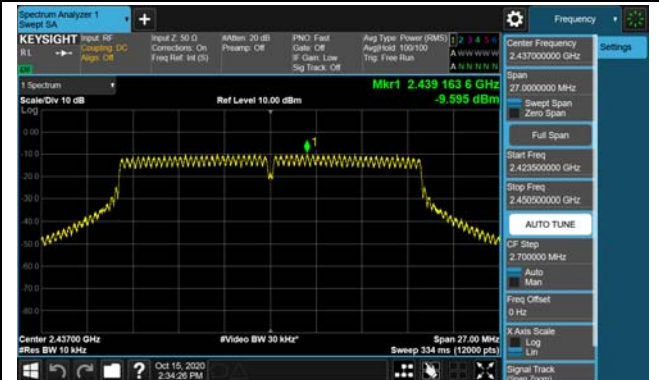 Spectrum Analyzer 1
Swept SA
+
Frequency
KEYSIGHT
Input: RF
Coupling: DC
Align: Off
Input Z: 50 Ω
Corrections: On
Freq Ref: Int (S)
#Atten: 20 dB
Preamp: Off
PNO: Fast
Gate: Off
IF Gain: Low
Sig Track: Off
Avg Type: Power (RMS)
Avg|Hold: 100/100
Trig: Free Run
1 2 3 4 5 6
A W W W W W
A N N N N N
R L
1 Spectrum
Mkr1 2.439 163 6 GHz
Scale/Div 10 dB
Ref Level 10.00 dBm
-9.595 dBm
Log
0.00
-10.0
-20.0
-30.0
-40.0
-50.0
-60.0
-70.0
-80.0
1
Center 2.43700 GHz
#Video BW 30 kHz*
Span 27.00 MHz
#Res BW 10 kHz
Sweep 334 ms (12000 pts)
?
Oct 15, 2020
2:34:26 PM
Center Frequency
2.437000000 GHz
Settings
Span
27.0000000 MHz
Swept Span
Zero Span
Full Span
Start Freq
2.423500000 GHz
Stop Freq
2.450500000 GHz
AUTO TUNE
CF Step
2.700000 MHz
Auto
Man
Freq Offset
0 Hz
X Axis Scale
Log
Lin
Signal Track
(Span Zoom)